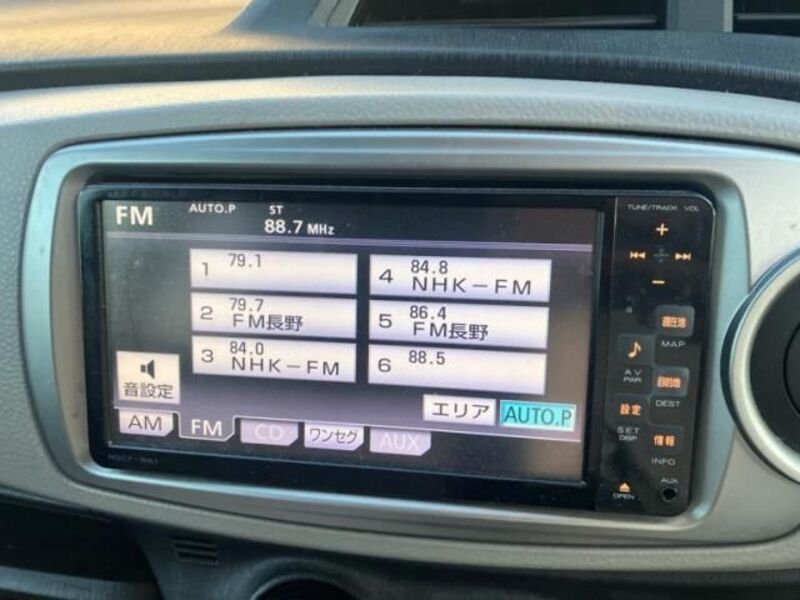 FM AUTO.P ST
88.7 MHz
1 79.1
2 79.7
FM長野
3 84.0
NHK-FM
4 84.8
NHK-FM
5 86.4
FM長野
6 88.5
音設定
エリア AUTO.P
AM FM CD ワンセグ AUX
TUNE/TRACK VOL
+
-
現在地
MAP
AV
PWR
目的地
DEST
設定
SET
DISP
情報
INFO
OPEN
AUX